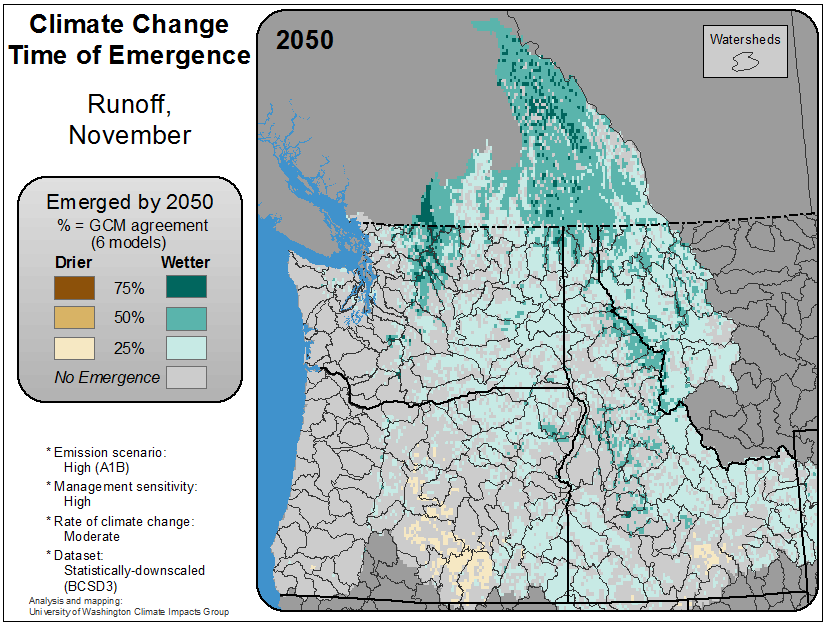 Climate Change
Time of Emergence
Runoff,
November
Emerged by 2050
% = GCM agreement
(6 models)
Drier Wetter
75%
50%
25%
No Emergence
* Emission scenario:
High (A1B)
* Management sensitivity:
High
* Rate of climate change:
Moderate
* Dataset:
Statistically-downscaled
(BCSD3)
Analysis and mapping:
University of Washington Climate Impacts Group
2050
Watersheds